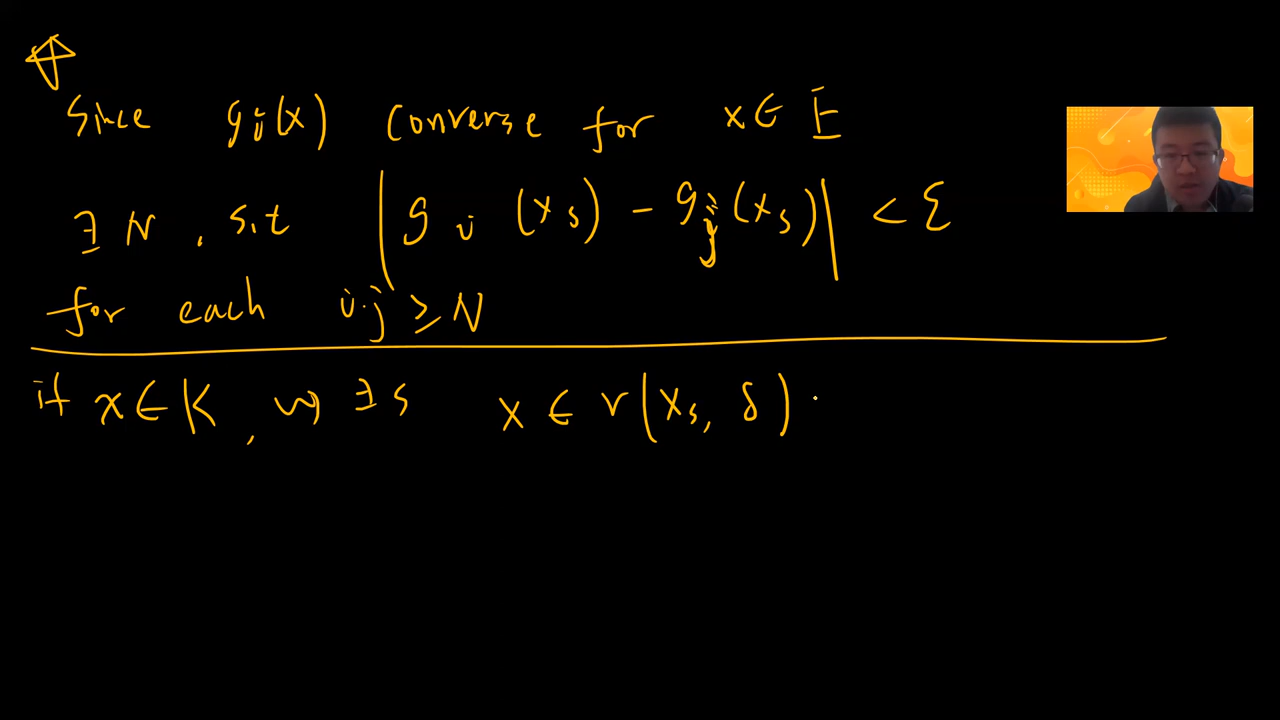 Since gi(x) converse for x ∈ E
∃ N , s.t |gi (xs) - gj (xs)| < ε
for each i.j ≥ N
if x ∈ K , ∃ s x ∈ V(xs, δ) .